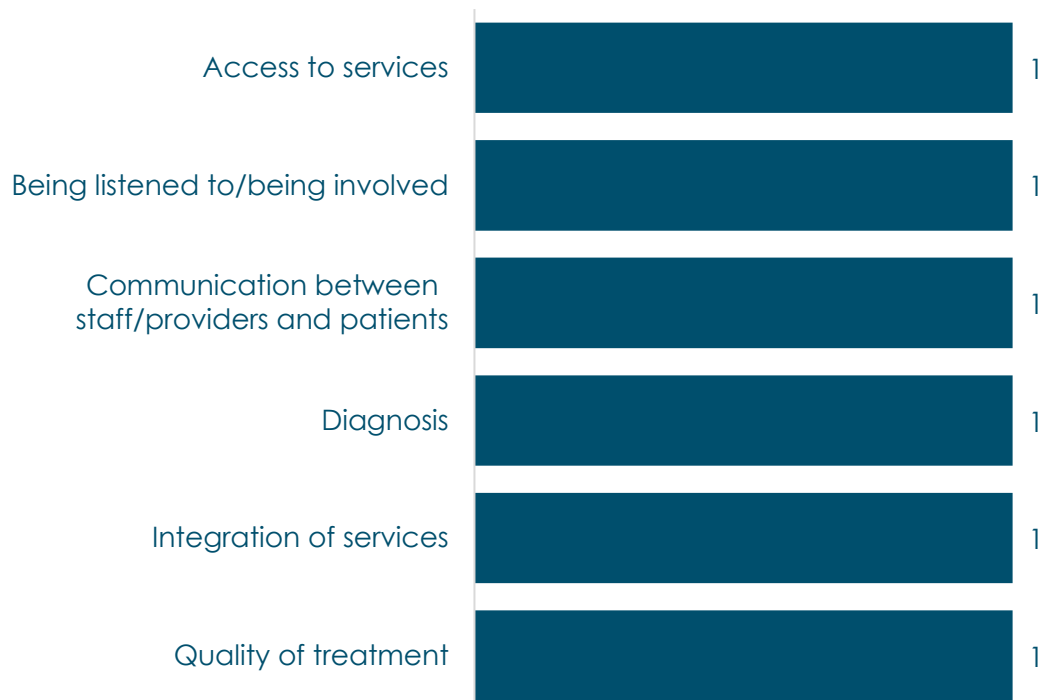 Access to services 1
Being listened to/being involved 1
Communication between
staff/providers and patients 1
Diagnosis 1
Integration of services 1
Quality of treatment 1